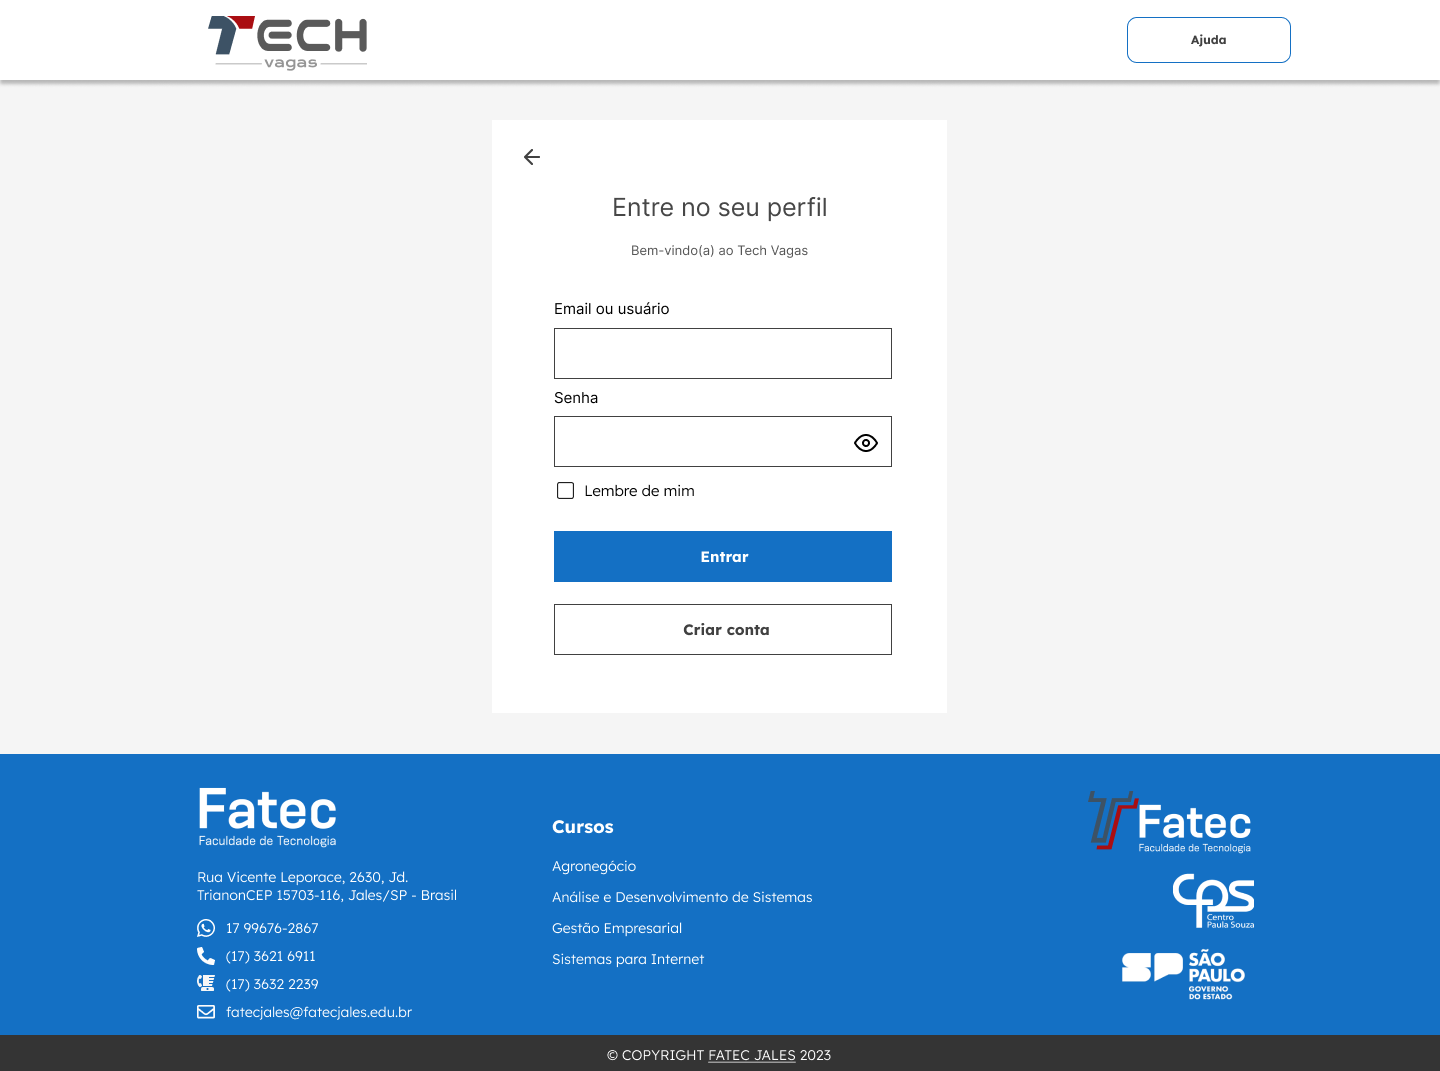 TECH
vagas
Ajuda
Entre no seu perfil
Bem-vindo(a) ao Tech Vagas
Email ou usuário
Senha
Lembre de mim
Entrar
Criar conta
Fatec
Faculdade de Tecnologia
Rua Vicente Leporace, 2630, Jd.
TrianonCEP 15703-116, Jales/SP - Brasil
17 99676-2867
(17) 3621 6911
(17) 3632 2239
fatecjales@fatecjales.edu.br
Cursos
Agronegócio
Análise e Desenvolvimento de Sistemas
Gestão Empresarial
Sistemas para Internet
Fatec
Faculdade de Tecnologia
cps
Centro
Paula Souza
SP
SÃO
PAULO
GOVERNO
DO ESTADO
© COPYRIGHT FATEC JALES 2023